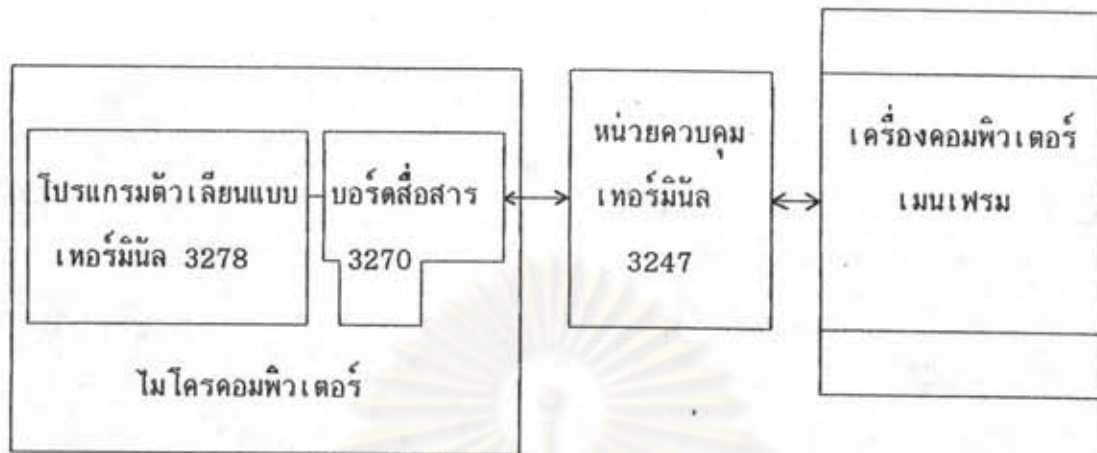 โปรแกรมตัวเลียนแบบ
เทอร์มินัล 3278
บอร์ดสื่อสาร
3270
ไมโครคอมพิวเตอร์
หน่วยควบคุม
เทอร์มินัล
3247
เครื่องคอมพิวเตอร์
เมนเฟรม